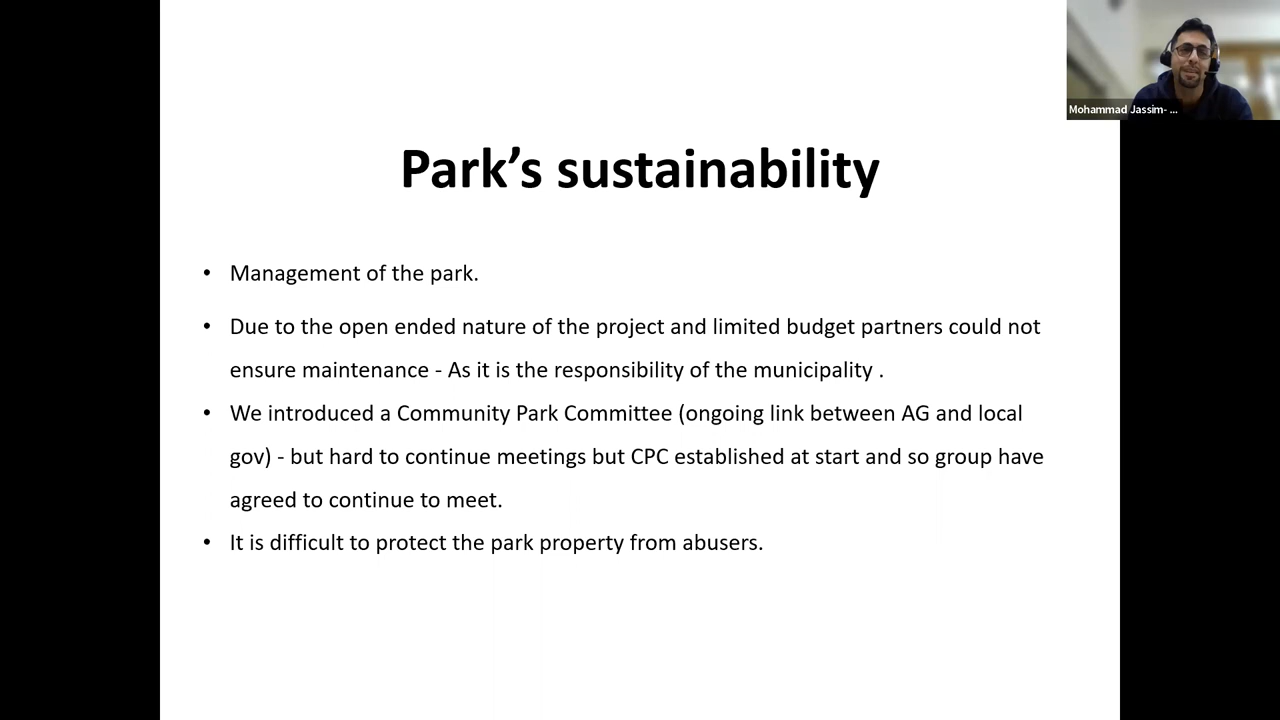 Mohammad Jassim- ...
Park’s sustainability
• Management of the park.
• Due to the open ended nature of the project and limited budget partners could not
ensure maintenance - As it is the responsibility of the municipality .
• We introduced a Community Park Committee (ongoing link between AG and local
gov) - but hard to continue meetings but CPC established at start and so group have
agreed to continue to meet.
• It is difficult to protect the park property from abusers.